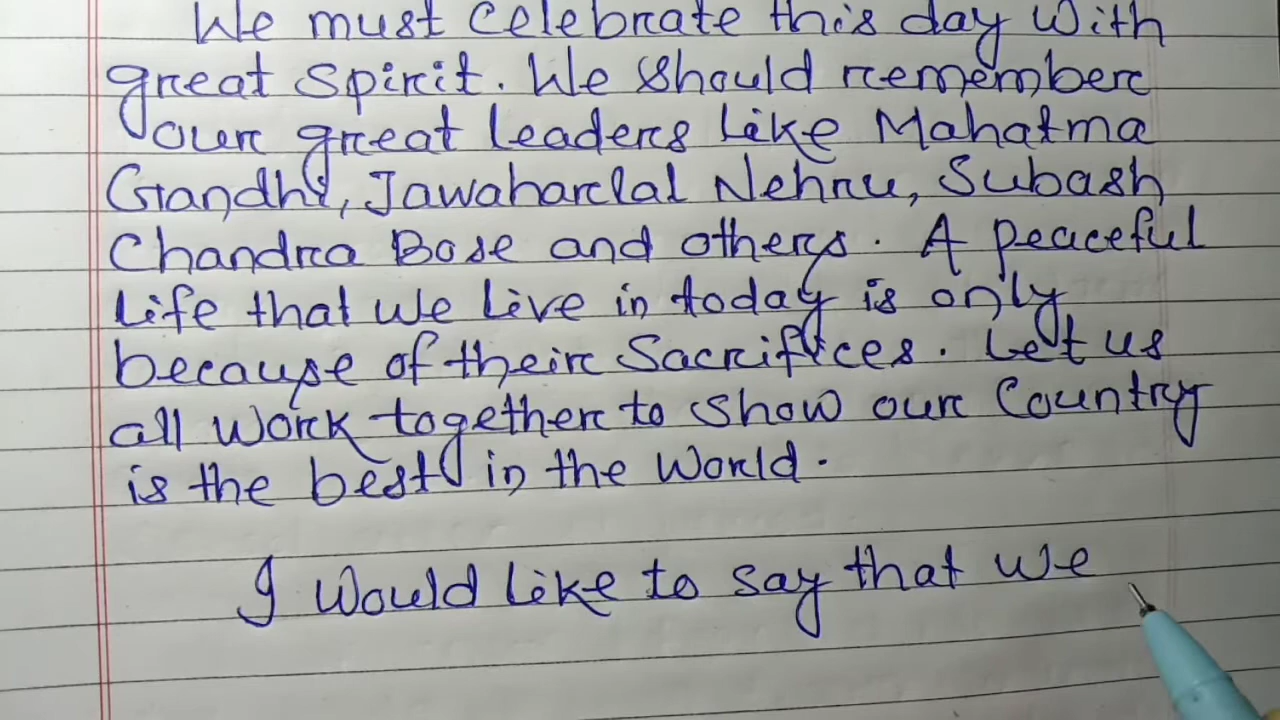 We must celebrate this day with
great spirit. We should remember
our great leaders like Mahatma
Gandhi, Jawaharlal Nehru, Subash
Chandra Bose and others. A peaceful
life that we live in today is only
because of their sacrifices. Let us
all work together to show our country
is the best in the world.
I would like to say that we